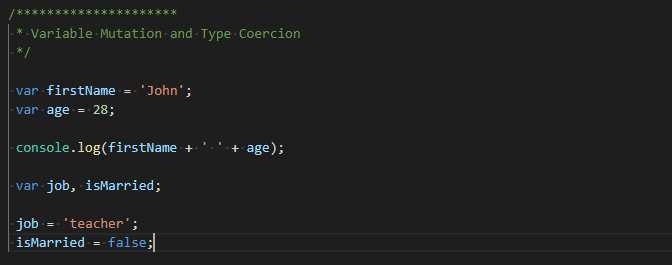 /*********************
* Variable Mutation and Type Coercion
*/
var firstName = 'John';
var age = 28;
console.log(firstName + ' ' + age);
var job, isMarried;
job = 'teacher';
isMarried = false;